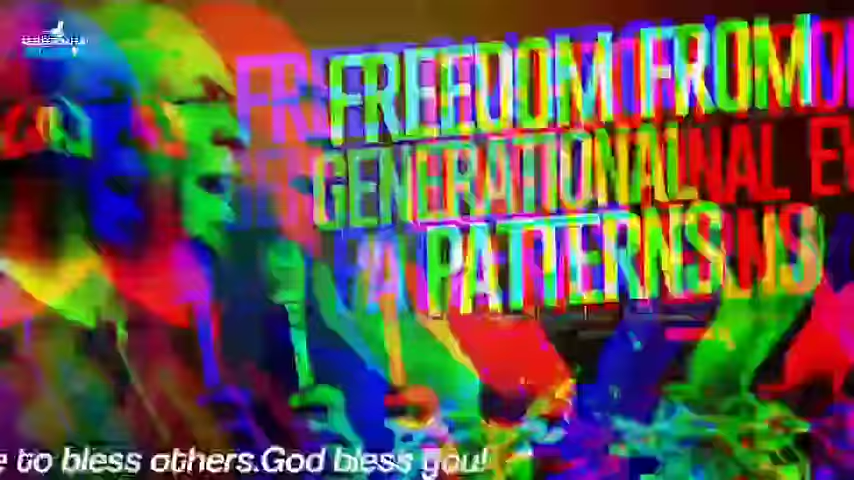 FREEDOM FROM
GENERATIONAL
PATTERNS
to bless others.God bless you!